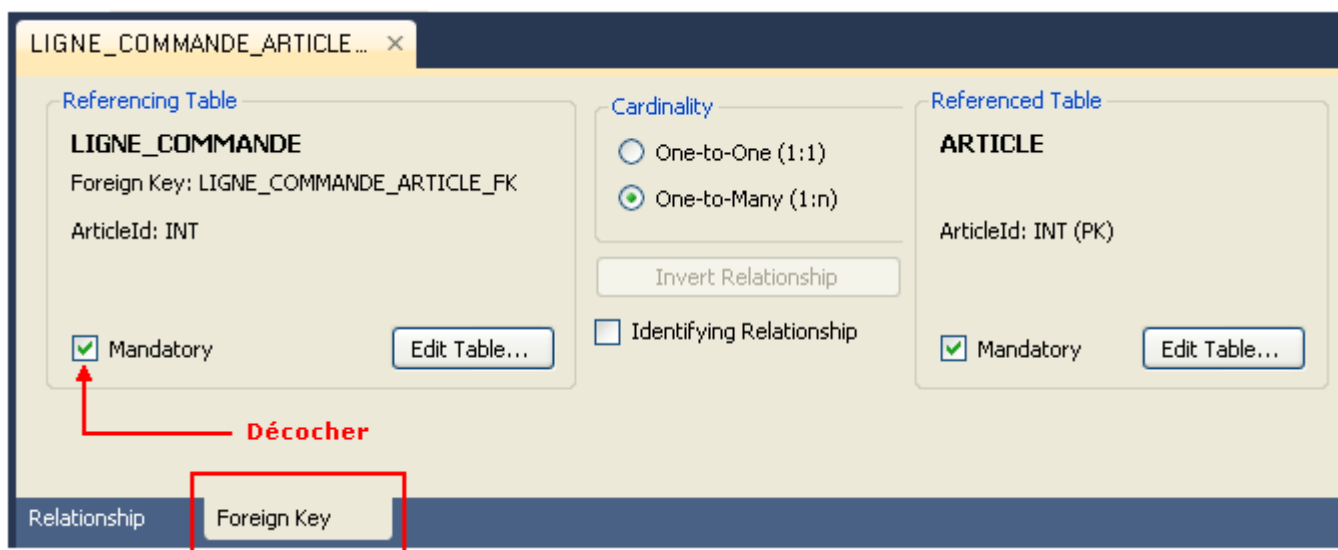 LIGNE_COMMANDE_ARTICLE...
Referencing Table
LIGNE_COMMANDE
Foreign Key: LIGNE_COMMANDE_ARTICLE_FK
ArticleId: INT
Mandatory
Edit Table...
Cardinality
One-to-One (1:1)
One-to-Many (1:n)
Invert Relationship
Identifying Relationship
Referenced Table
ARTICLE
ArticleId: INT (PK)
Mandatory
Edit Table...
Décocher
Relationship
Foreign Key